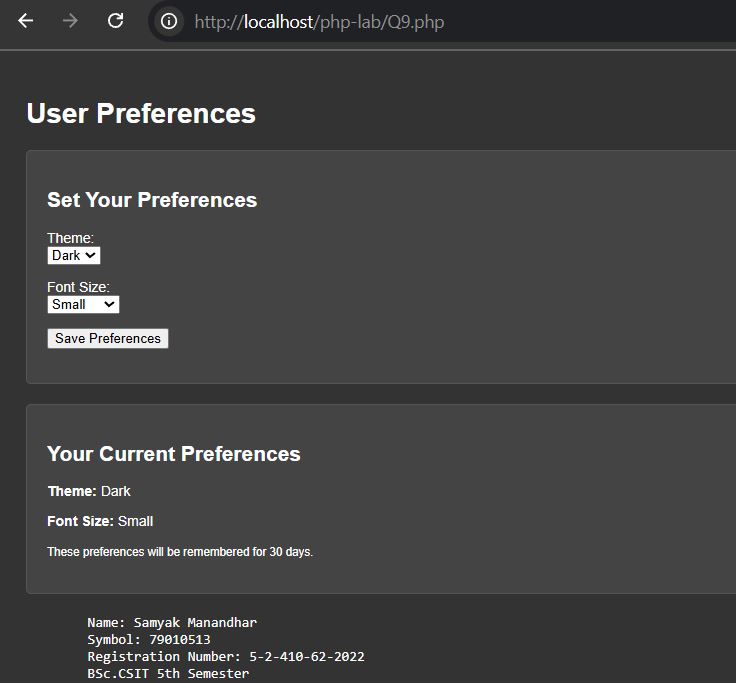 http://localhost/php-lab/Q9.php
User Preferences
Set Your Preferences
Theme:
Dark
Font Size:
Small
Save Preferences
Your Current Preferences
Theme: Dark
Font Size: Small
These preferences will be remembered for 30 days.
Name: Samyak Manandhar
Symbol: 79010513
Registration Number: 5-2-410-62-2022
BSc.CSIT 5th Semester